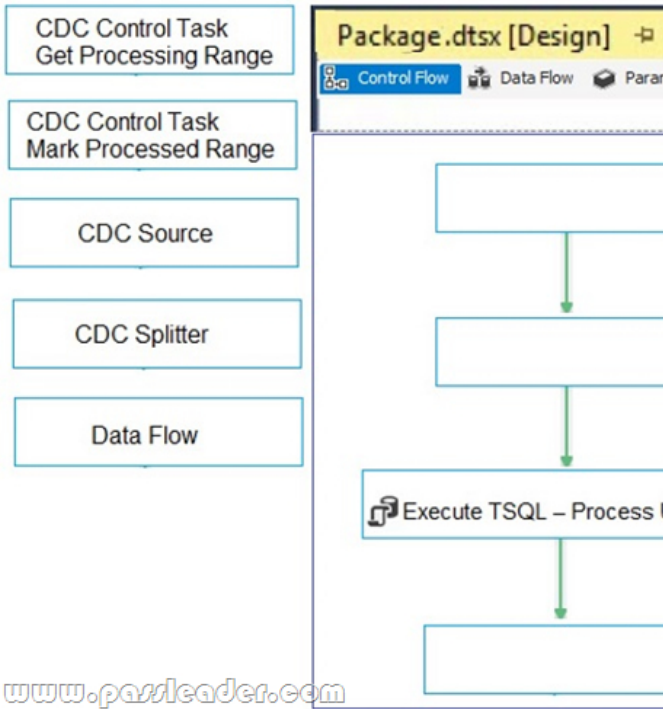 CDC Control Task
Get Processing Range
CDC Control Task
Mark Processed Range
CDC Source
CDC Splitter
Data Flow
Package.dtsx [Design]
Control Flow Data Flow Parar
Execute TSQL – Process
www.passleader.com